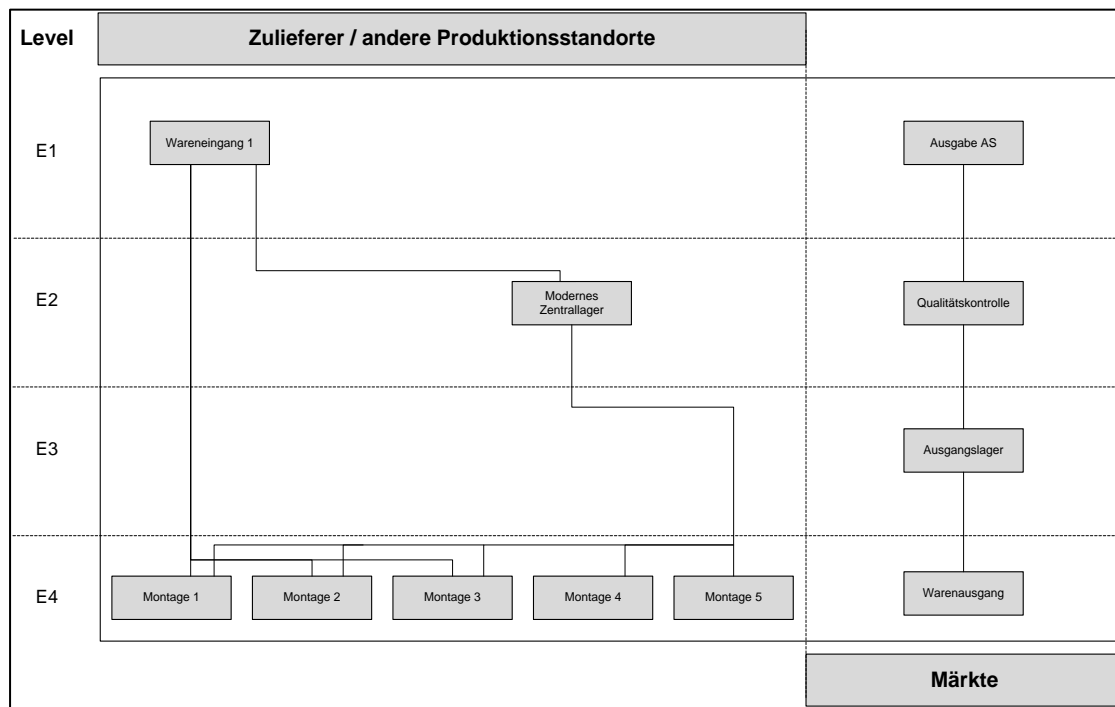 Level
Zulieferer / andere Produktionsstandorte
E1
Wareneingang 1
Ausgabe AS
E2
Modernes
Zentrallager
Qualitätskontrolle
E3
Ausgangslager
E4
Montage 1
Montage 2
Montage 3
Montage 4
Montage 5
Warenausgang
Märkte